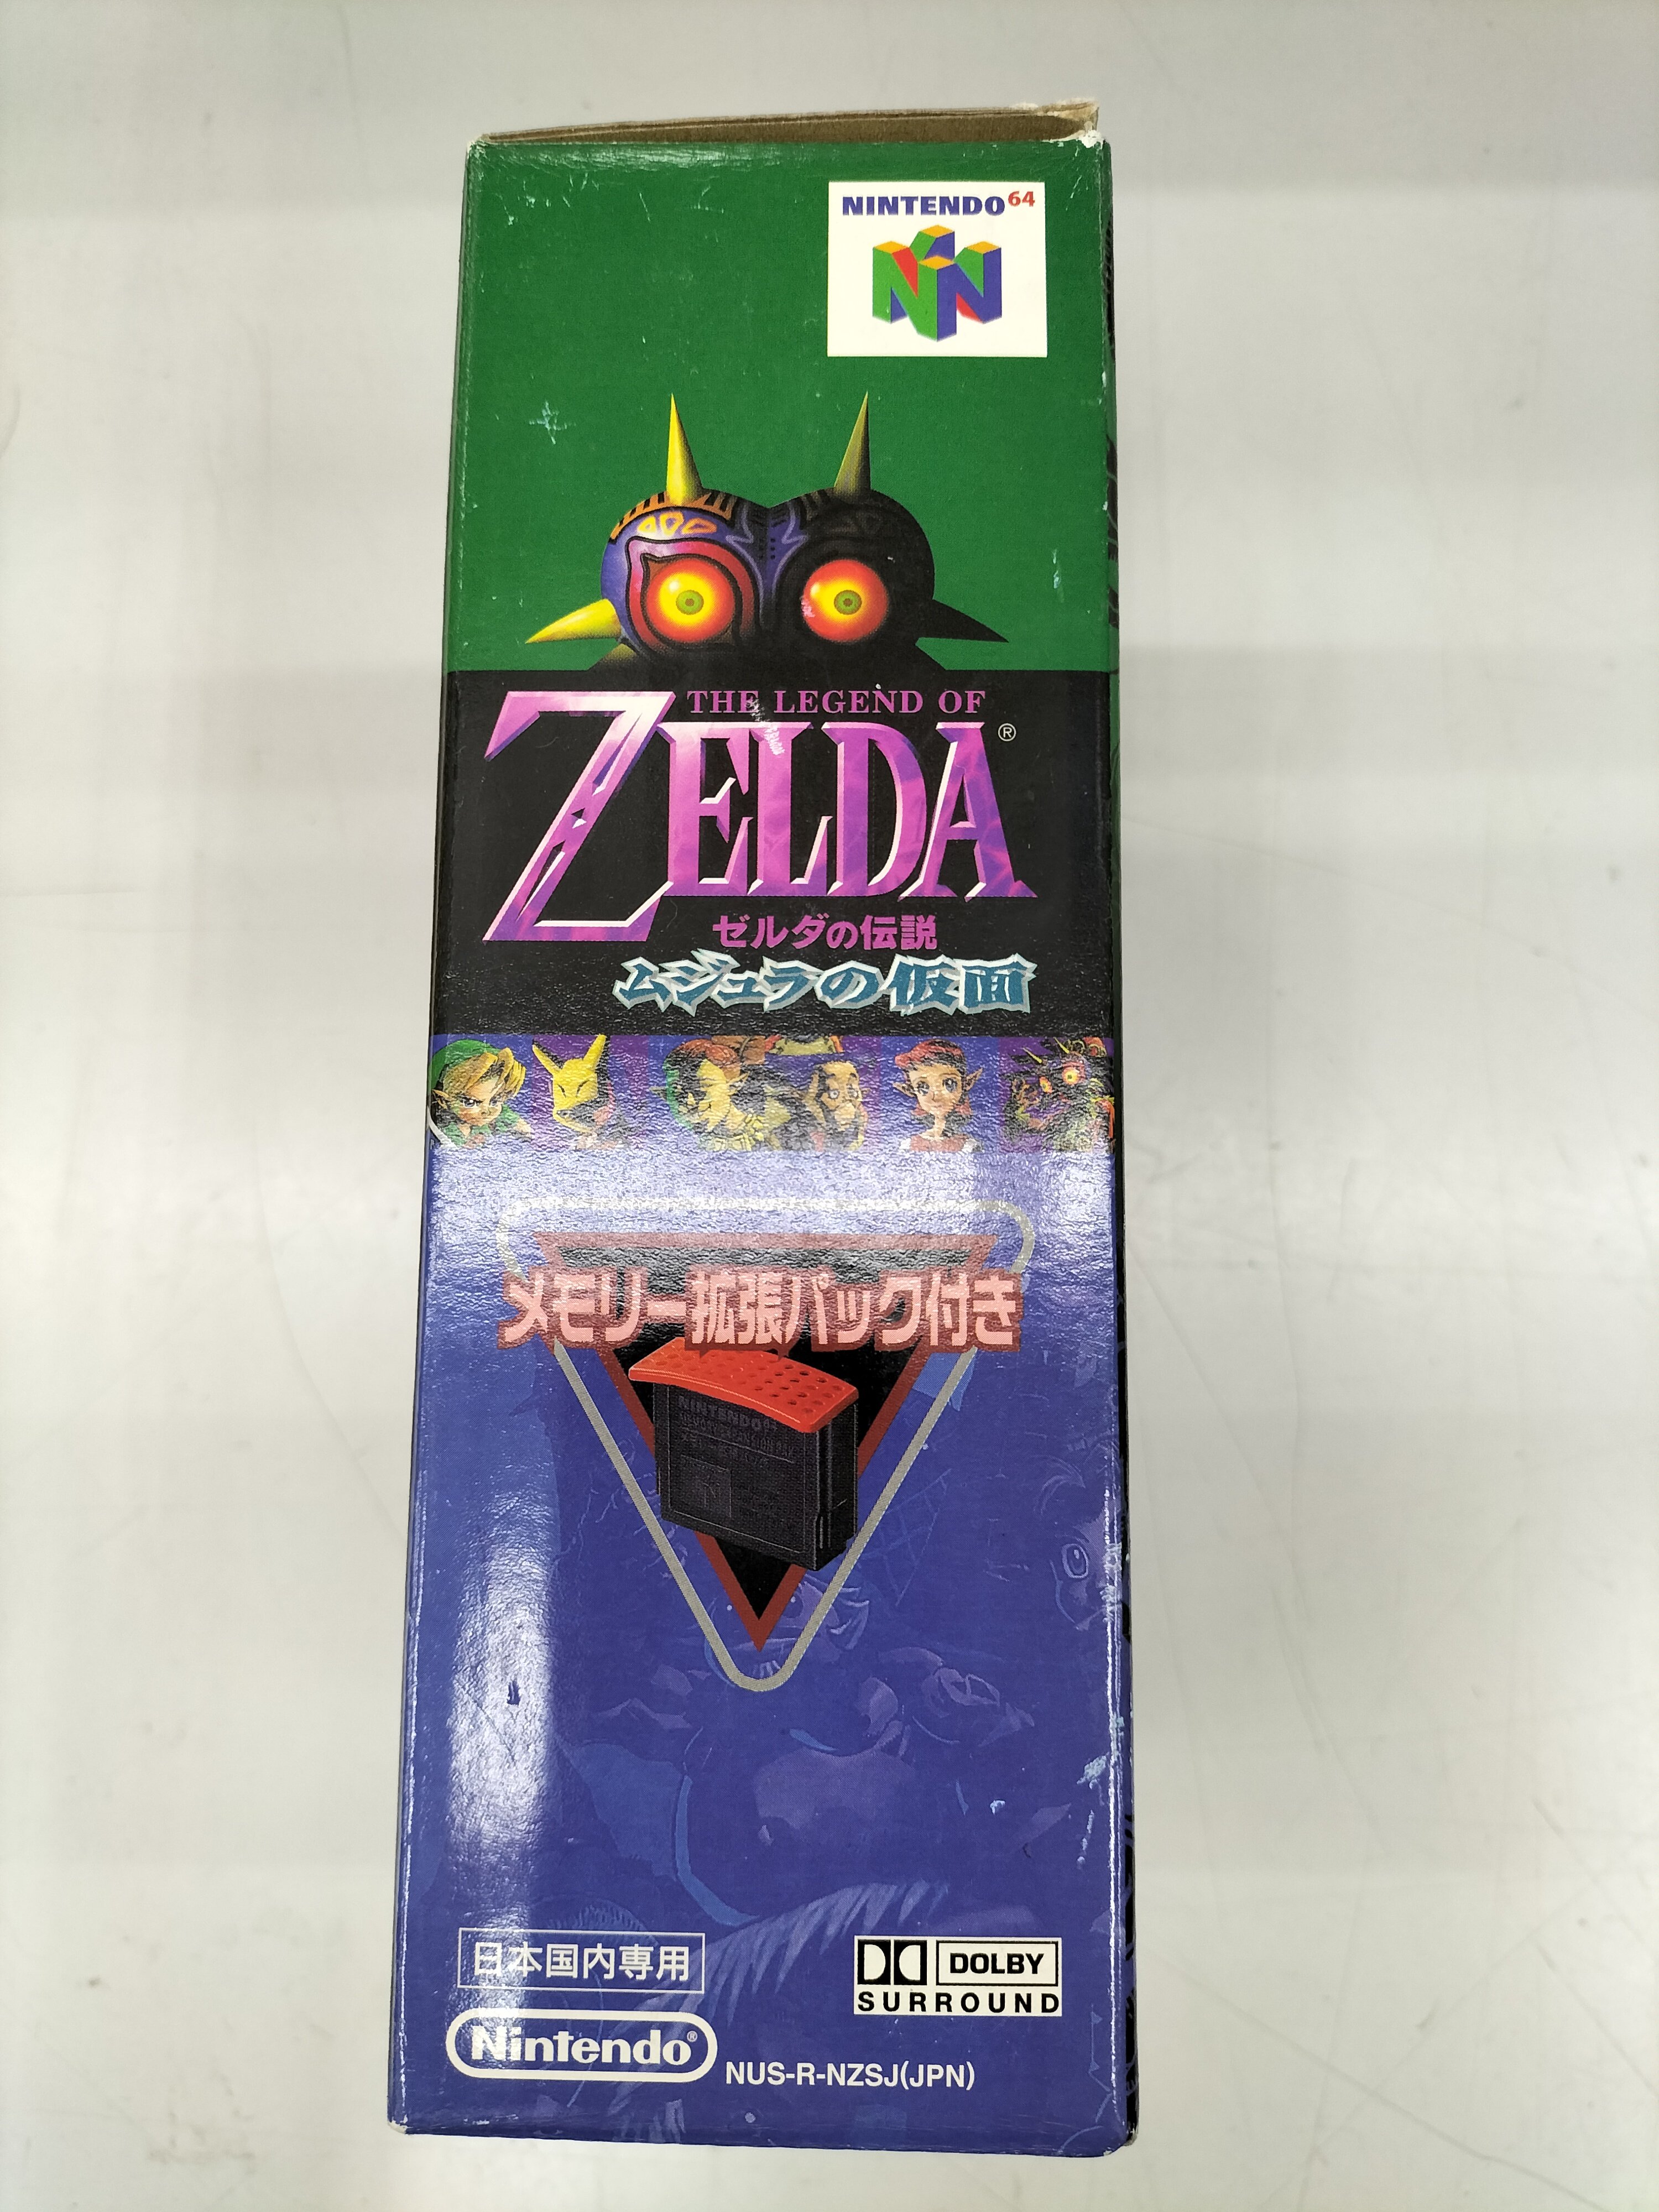 NINTENDO64
THE LEGEND OF
ZELDA®
ゼルダの伝説
ムジュラの仮面
メモリー拡張パック付き
NINTENDO64
日本国内専用
DOLBY
SURROUND
Nintendo®
NUS-R-NZSJ(JPN)